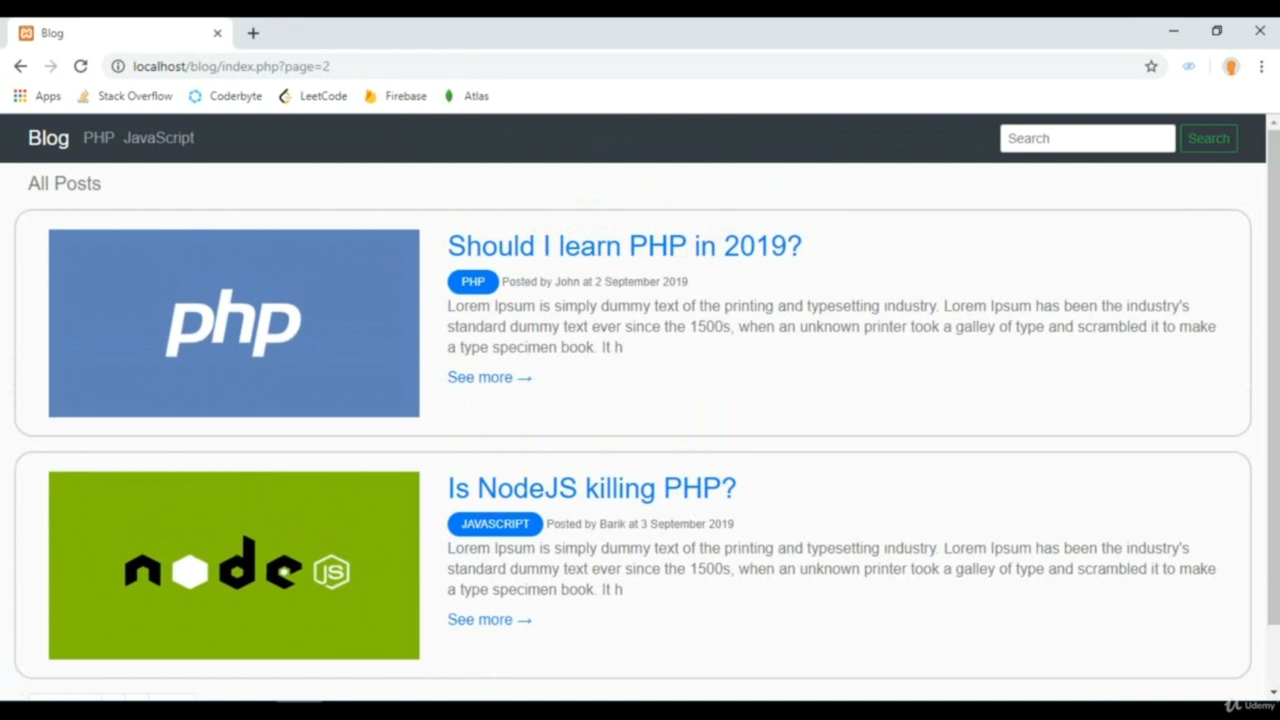 Blog
localhost/blog/index.php?page=2
Apps Stack Overflow Coderbyte LeetCode Firebase Atlas
Blog PHP JavaScript Search Search
All Posts
php
Should I learn PHP in 2019?
PHP Posted by John at 2 September 2019
Lorem Ipsum is simply dummy text of the printing and typesetting industry. Lorem Ipsum has been the industry's
standard dummy text ever since the 1500s, when an unknown printer took a galley of type and scrambled it to make
a type specimen book. It h
See more →
node JS
Is NodeJS killing PHP?
JAVASCRIPT Posted by Barik at 3 September 2019
Lorem Ipsum is simply dummy text of the printing and typesetting industry. Lorem Ipsum has been the industry's
standard dummy text ever since the 1500s, when an unknown printer took a galley of type and scrambled it to make
a type specimen book. It h
See more →
Udemy